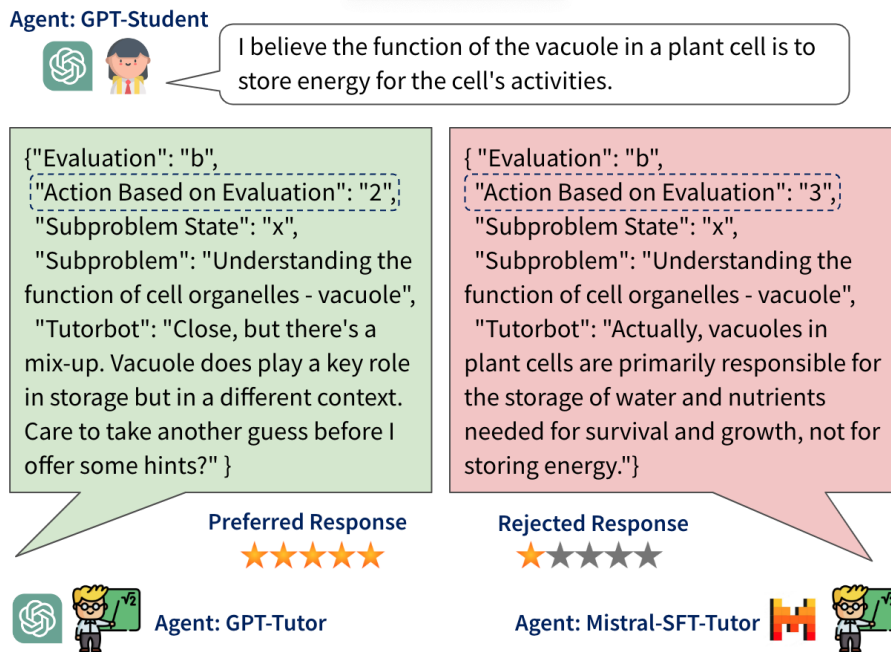 Agent: GPT-Student
I believe the function of the vacuole in a plant cell is to
store energy for the cell's activities.
{"Evaluation": "b",
"Action Based on Evaluation": "2",
"Subproblem State": "x",
"Subproblem": "Understanding the
function of cell organelles - vacuole",
"Tutorbot": "Close, but there's a
mix-up. Vacuole does play a key role
in storage but in a different context.
Care to take another guess before I
offer some hints?" }
{ "Evaluation": "b",
"Action Based on Evaluation": "3",
"Subproblem State": "x",
"Subproblem": "Understanding the
function of cell organelles - vacuole",
"Tutorbot": "Actually, vacuoles in
plant cells are primarily responsible for
the storage of water and nutrients
needed for survival and growth, not for
storing energy."}
Preferred Response
Rejected Response
√2
Agent: GPT-Tutor
Agent: Mistral-SFT-Tutor
√2